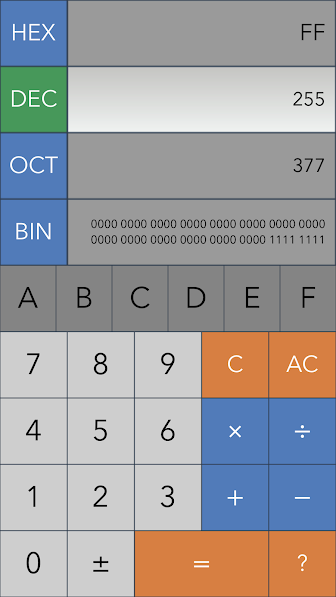 HEX FF
DEC 255
OCT 377
BIN 0000 0000 0000 0000 0000 0000 0000 0000
0000 0000 0000 0000 0000 0000 1111 1111
A B C D E F
7 8 9 C AC
4 5 6 × ÷
1 2 3 + −
0 ± = ?